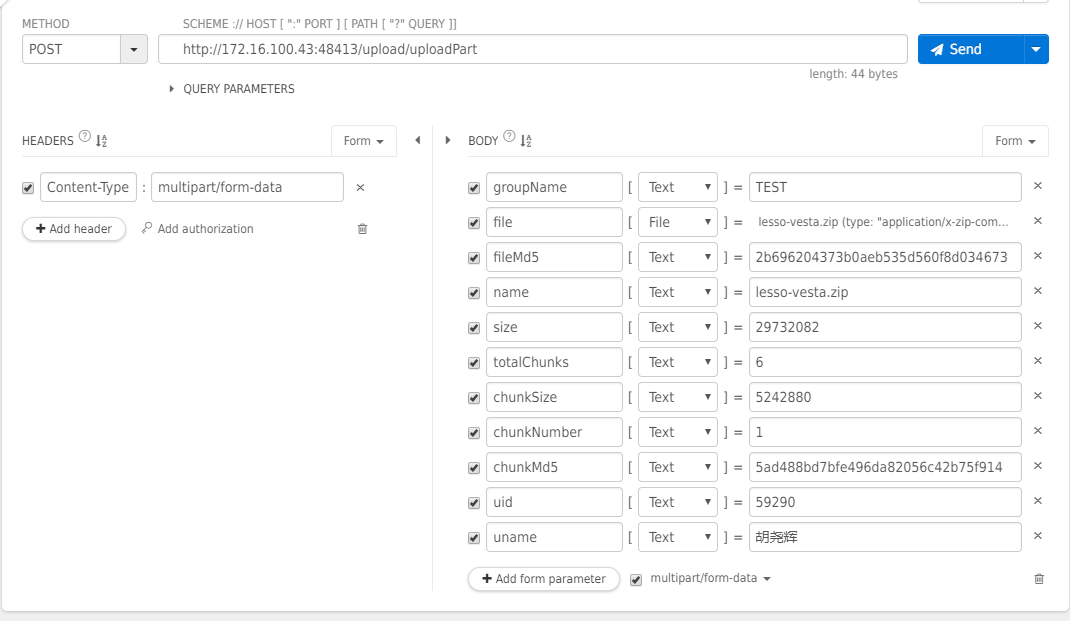 METHOD
SCHEME :// HOST [ ":" PORT ] [ PATH [ "?" QUERY ]]
POST
http://172.16.100.43:48413/upload/uploadPart
Send
length: 44 bytes
QUERY PARAMETERS
HEADERS ?
Form
BODY ?
Form
Content-Type : multipart/form-data ×
Add header
Add authorization
groupName [ Text ] = TEST ×
file [ File ] = lesso-vesta.zip (type: "application/x-zip-com... ×
fileMd5 [ Text ] = 2b696204373b0aeb535d560f8d034673 ×
name [ Text ] = lesso-vesta.zip ×
size [ Text ] = 29732082 ×
totalChunks [ Text ] = 6 ×
chunkSize [ Text ] = 5242880 ×
chunkNumber [ Text ] = 1 ×
chunkMd5 [ Text ] = 5ad488bd7bfe496da82056c42b75f914 ×
uid [ Text ] = 59290 ×
uname [ Text ] = 胡尧辉 ×
Add form parameter
multipart/form-data